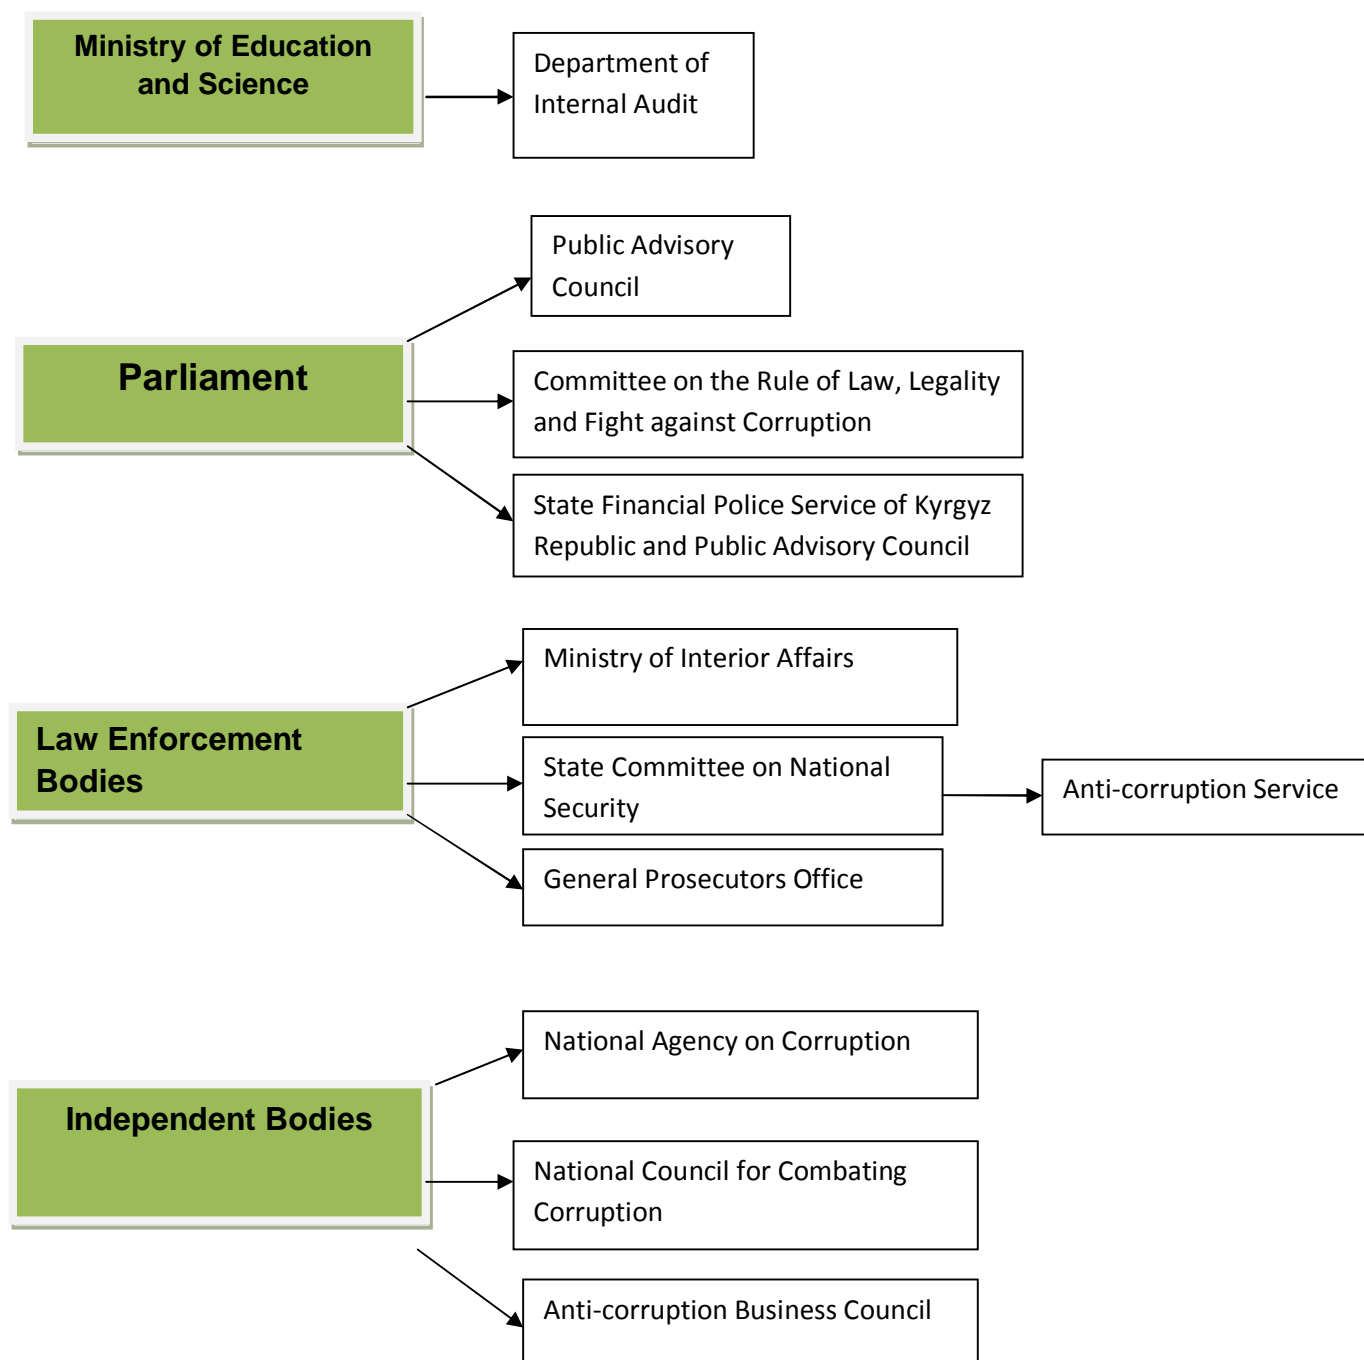 Ministry of Education
and Science
Department of
Internal Audit
Public Advisory
Council
Parliament
Committee on the Rule of Law, Legality
and Fight against Corruption
State Financial Police Service of Kyrgyz
Republic and Public Advisory Council
Ministry of Interior Affairs
Law Enforcement
Bodies
State Committee on National
Security
Anti-corruption Service
General Prosecutors Office
National Agency on Corruption
Independent Bodies
National Council for Combating
Corruption
Anti-corruption Business Council